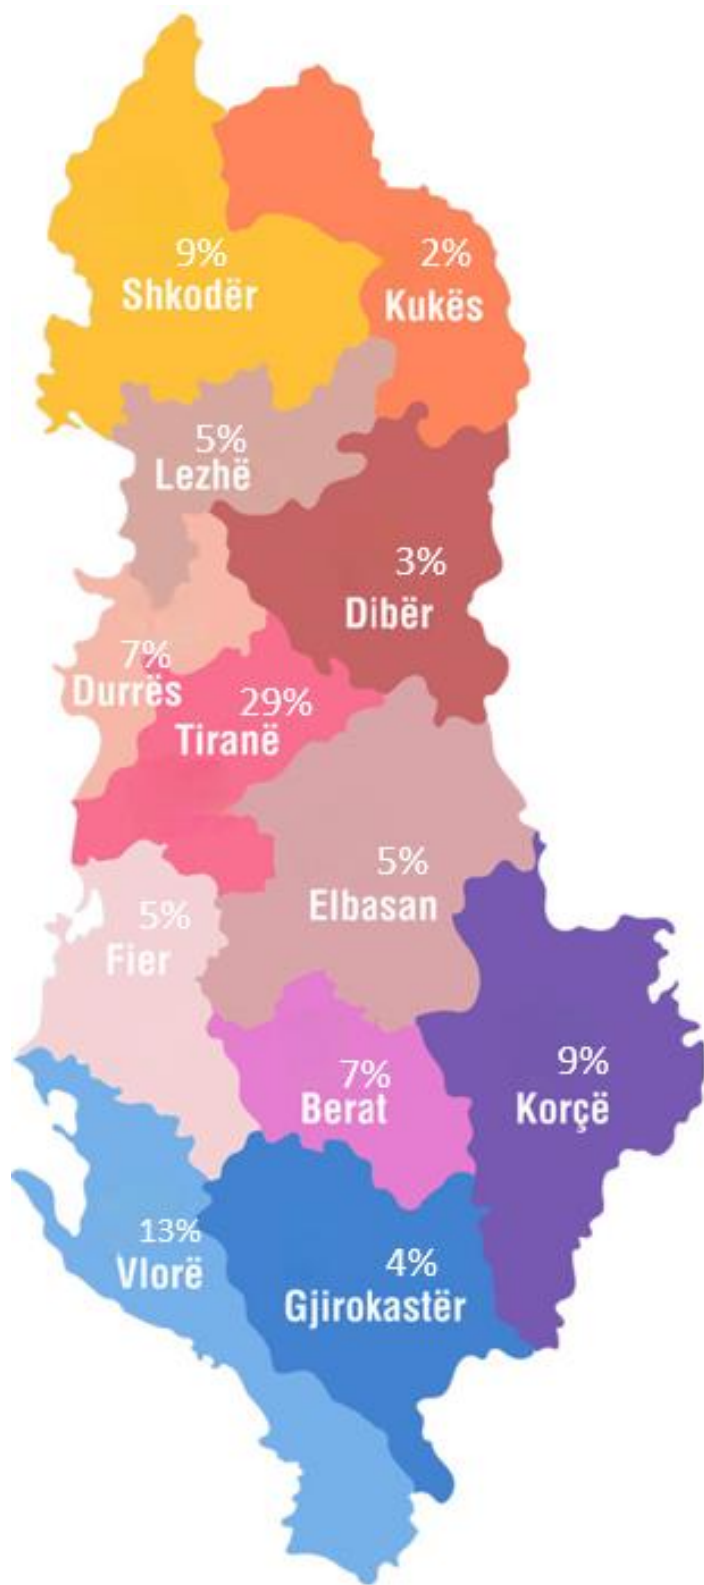 9%
Shkodër
2%
Kukës
5%
Lezhë
3%
Dibër
7%
Durrës
29%
Tiranë
5%
Elbasan
5%
Fier
7%
Berat
9%
Korçë
13%
Vlorë
4%
Gjirokastër